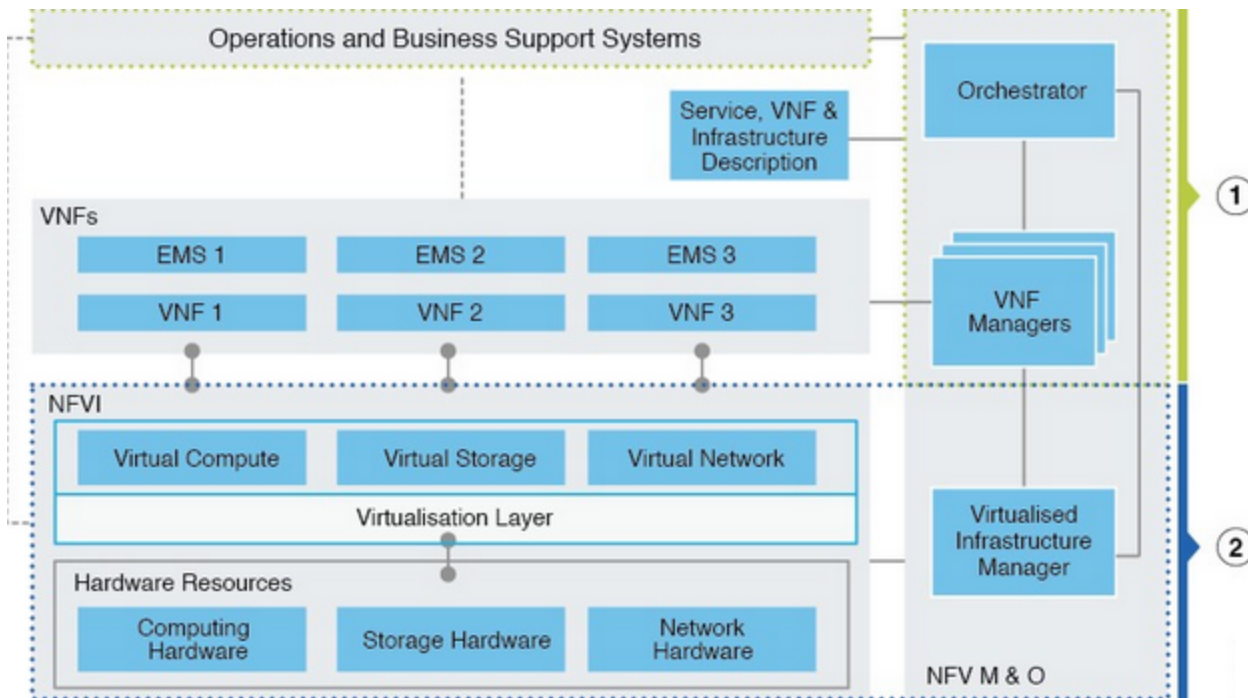 Operations and Business Support Systems
Orchestrator
Service, VNF &
Infrastructure
Description
1
VNFs
EMS 1
EMS 2
EMS 3
VNF 1
VNF 2
VNF 3
VNF
Managers
NFVI
Virtual Compute
Virtual Storage
Virtual Network
Virtualisation Layer
Virtualised
Infrastructure
Manager
2
Hardware Resources
Computing
Hardware
Storage Hardware
Network
Hardware
NFV M & O